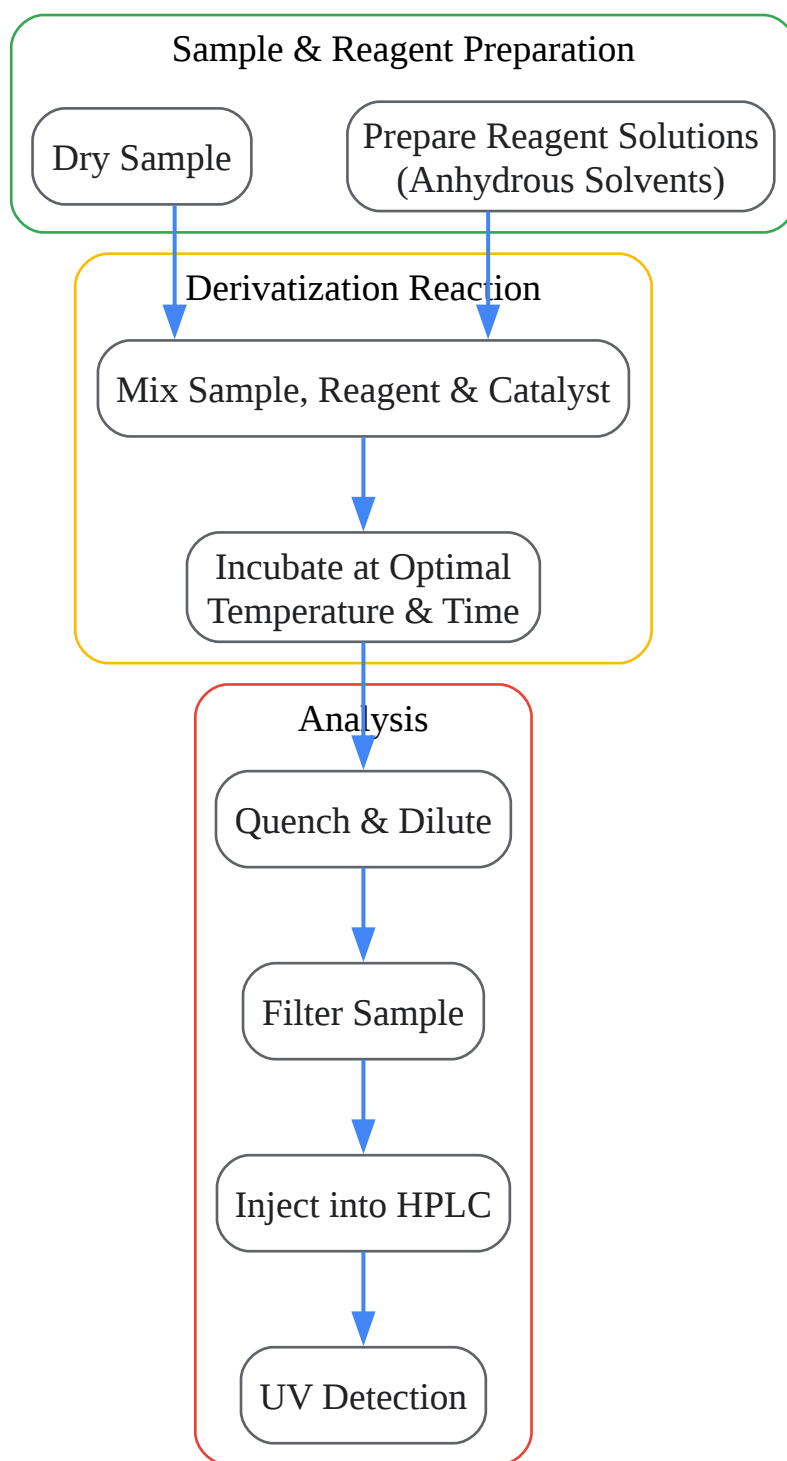 Sample & Reagent Preparation
Dry Sample
Prepare Reagent Solutions
(Anhydrous Solvents)
Derivatization Reaction
Mix Sample, Reagent & Catalyst
Incubate at Optimal
Temperature & Time
Analysis
Quench & Dilute
Filter Sample
Inject into HPLC
UV Detection